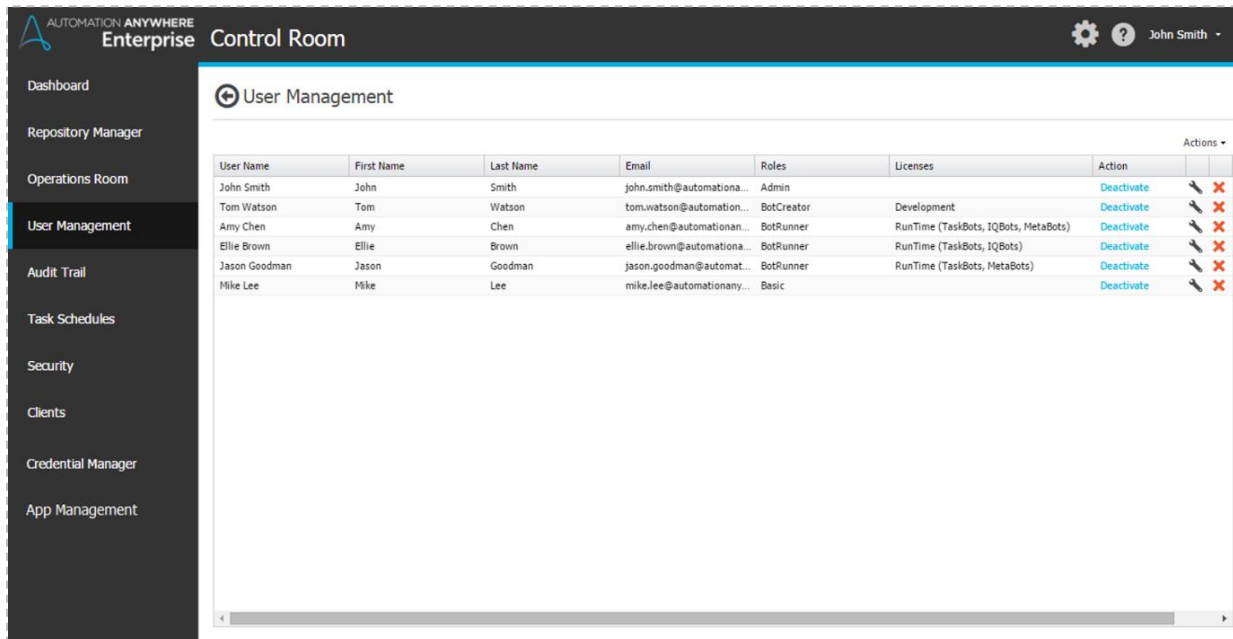 AUTOMATION ANYWHERE
Enterprise Control Room
? John Smith
Dashboard
Repository Manager
Operations Room
User Management
Audit Trail
Task Schedules
Security
Clients
Credential Manager
App Management
User Management
Actions
User Name First Name Last Name Email Roles Licenses Action
John Smith John Smith john.smith@automationa... Admin Deactivate
Tom Watson Tom Watson tom.watson@automation... BotCreator Development Deactivate
Amy Chen Amy Chen amy.chen@automationan... BotRunner RunTime (TaskBots, IQBots, MetaBots) Deactivate
Ellie Brown Ellie Brown ellie.brown@automationa... BotRunner RunTime (TaskBots, IQBots) Deactivate
Jason Goodman Jason Goodman jason.goodman@automat... BotRunner RunTime (TaskBots, MetaBots) Deactivate
Mike Lee Mike Lee mike.lee@automationany... Basic Deactivate